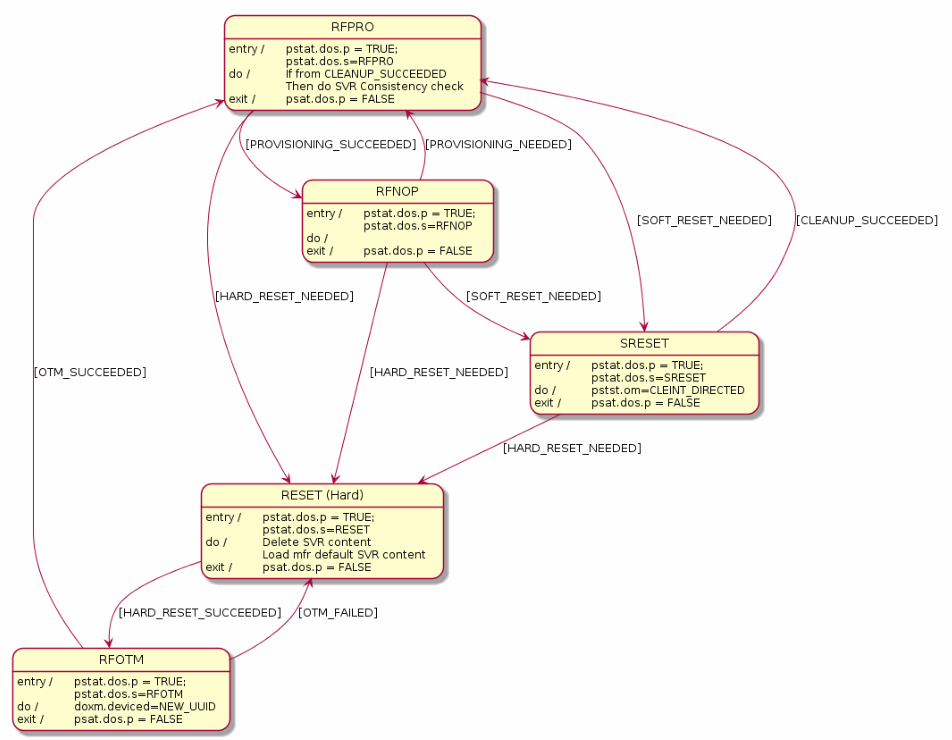 RFPRO
entry / pstat.dos.p = TRUE;
pstat.dos.s=RFPRO
do / If from CLEANUP_SUCCEEDED
Then do SVR Consistency check
exit / psat.dos.p = FALSE
[PROVISIONING_SUCCEEDED] [PROVISIONING_NEEDED]
RFNOP
entry / pstat.dos.p = TRUE;
pstat.dos.s=RFNOP
do /
exit / psat.dos.p = FALSE
[SOFT_RESET_NEEDED] [CLEANUP_SUCCEEDED]
[HARD_RESET_NEEDED] [SOFT_RESET_NEEDED]
SRESET
entry / pstat.dos.p = TRUE;
pstat.dos.s=SRESET
do / pstst.om=CLEINT_DIRECTED
exit / psat.dos.p = FALSE
[OTM_SUCCEEDED] [HARD_RESET_NEEDED]
[HARD_RESET_NEEDED]
RESET (Hard)
entry / pstat.dos.p = TRUE;
pstat.dos.s=RESET
do / Delete SVR content
Load mfr default SVR content
exit / psat.dos.p = FALSE
[HARD_RESET_SUCCEEDED] [OTM_FAILED]
RFOTM
entry / pstat.dos.p = TRUE;
pstat.dos.s=RFOTM
do / doxm.deviced=NEW_UUID
exit / psat.dos.p = FALSE